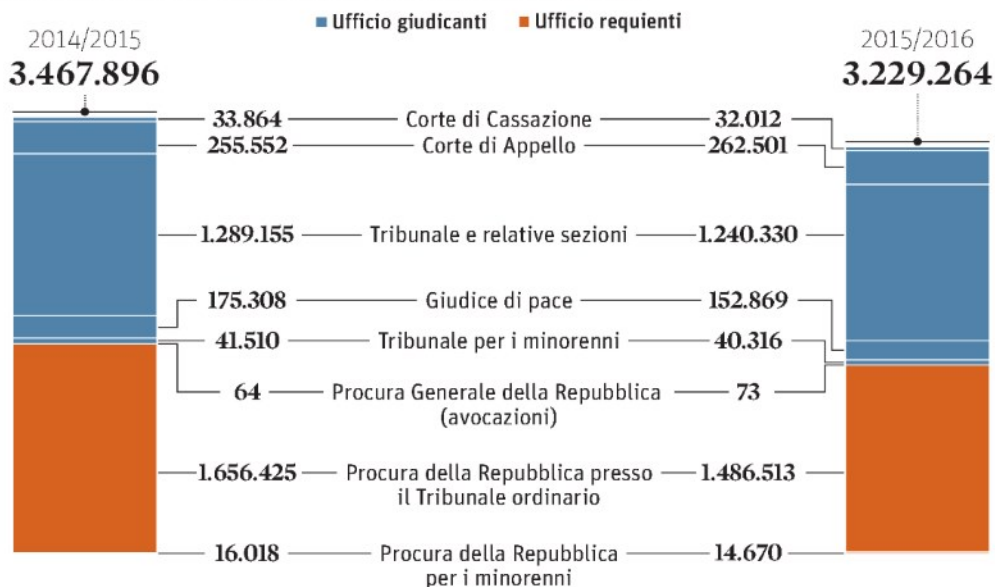 Ufficio giudicanti Ufficio requienti
2014/2015
3.467.896
2015/2016
3.229.264
33.864 Corte di Cassazione 32.012
255.552 Corte di Appello 262.501
1.289.155 Tribunale e relative sezioni 1.240.330
175.308 Giudice di pace 152.869
41.510 Tribunale per i minorenni 40.316
64 Procura Generale della Repubblica 73
(avocazioni)
1.656.425 Procura della Repubblica presso 1.486.513
il Tribunale ordinario
16.018 Procura della Repubblica 14.670
per i minorenni